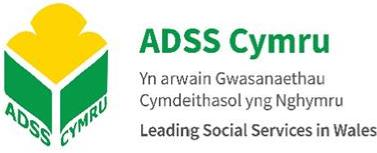 ADSS CYMRU
ADSS Cymru
Yn arwain Gwasanaethau
Cymdeithasol yng Nghymru
Leading Social Services in Wales